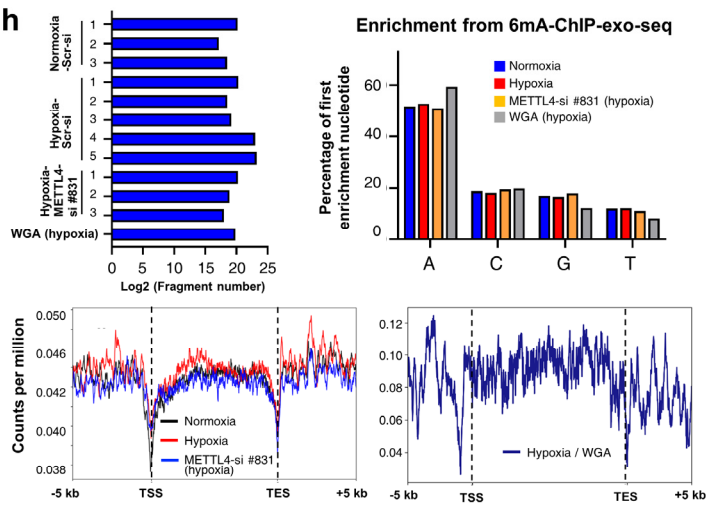 h
Normoxia
-Scr-si
1
2
3
Hypoxia-
Scr-si
1
2
3
4
5
Hypoxia-
METTL4-
si #831
1
2
3
WGA (hypoxia)
0 5 10 15 20 25
Log2 (Fragment number)
Enrichment from 6mA-ChIP-exo-seq
Percentage of first
enrichment nucleotide
60
40
20
0
Normoxia
Hypoxia
METTL4-si #831 (hypoxia)
WGA (hypoxia)
A C G T
Counts per million
0.050
0.046
0.042
0.040
0.038
Normoxia
Hypoxia
METTL4-si #831
(hypoxia)
-5 kb TSS TES +5 kb
0.12
0.10
0.08
0.06
0.04
Hypoxia / WGA
-5 kb TSS TES +5 kb